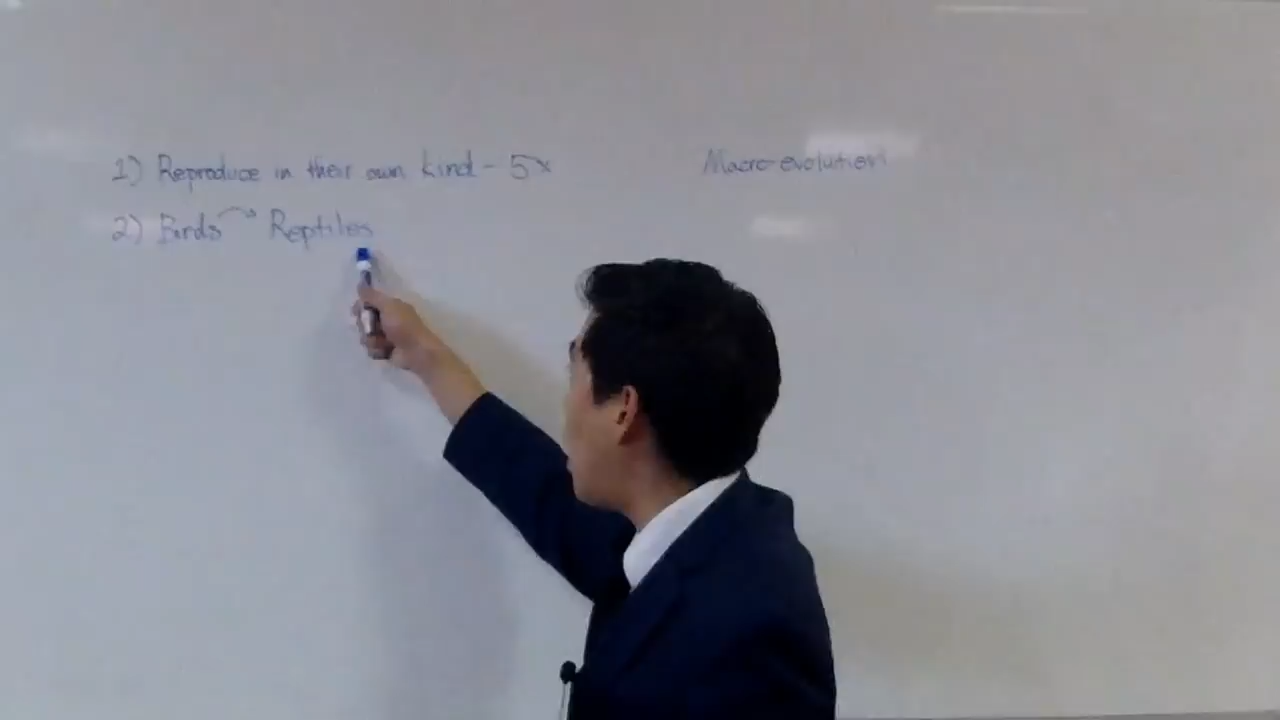 1) Reproduce in their own kind - 5x
Macro-evolution
2) Birds → Reptiles